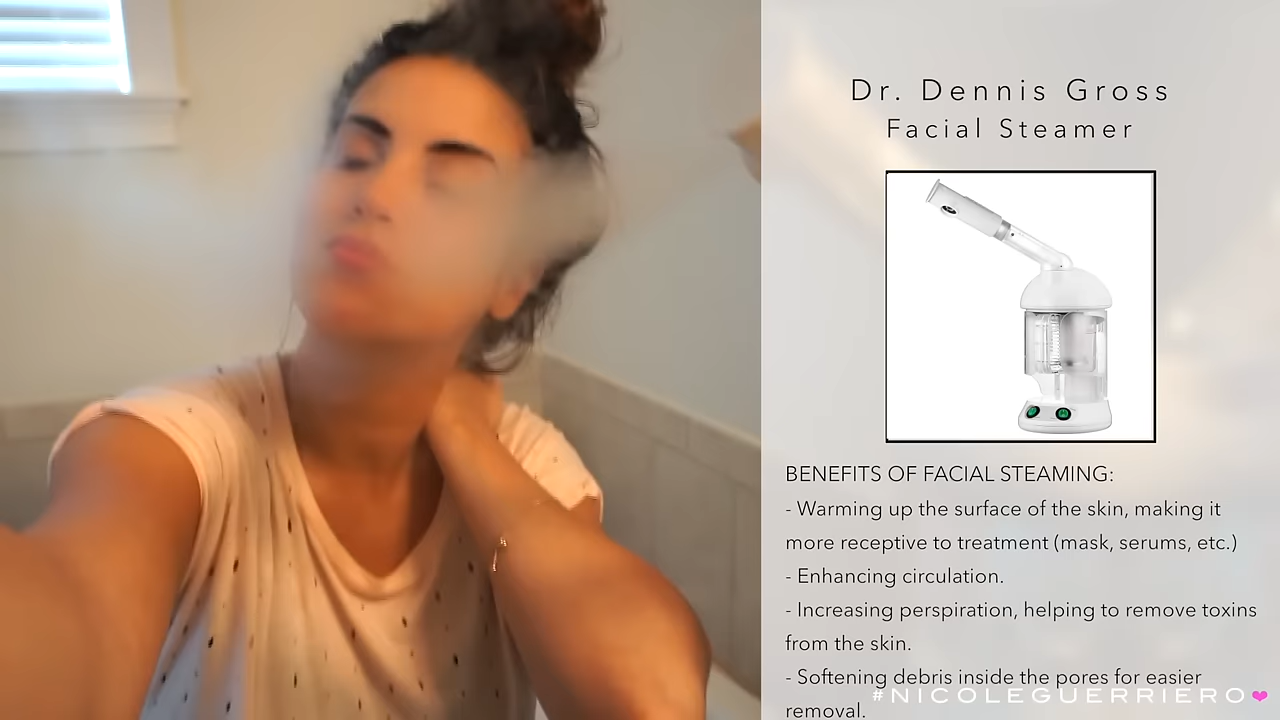 Dr. Dennis Gross
Facial Steamer
BENEFITS OF FACIAL STEAMING:
- Warming up the surface of the skin, making it
more receptive to treatment (mask, serums, etc.)
- Enhancing circulation.
- Increasing perspiration, helping to remove toxins
from the skin.
- Softening debris inside the pores for easier
removal.
#NICOLEGUERRIERO❤